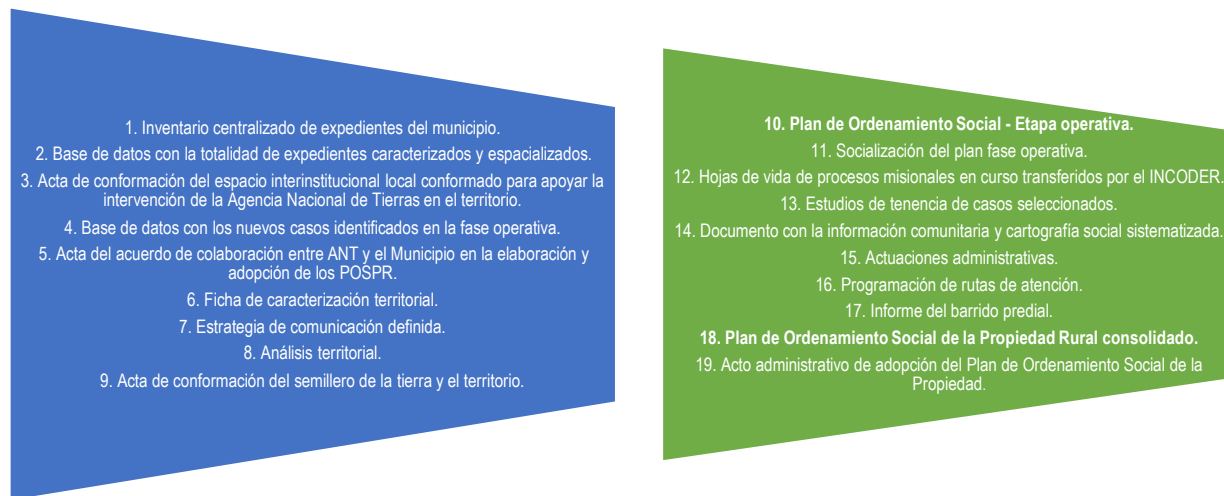 1. Inventario centralizado de expedientes del municipio.
2. Base de datos con la totalidad de expedientes caracterizados y espacializados.
3. Acta de conformación del espacio interinstitucional local conformado para apoyar la
intervención de la Agencia Nacional de Tierras en el territorio.
4. Base de datos con los nuevos casos identificados en la fase operativa.
5. Acta del acuerdo de colaboración entre ANT y el Municipio en la elaboración y
adopción de los POSPR.
6. Ficha de caracterización territorial.
7. Estrategia de comunicación definida.
8. Análisis territorial.
9. Acta de conformación del semillero de la tierra y el territorio.
10. Plan de Ordenamiento Social - Etapa operativa.
11. Socialización del plan fase operativa.
12. Hojas de vida de procesos misionales en curso transferidos por el INCODER.
13. Estudios de tenencia de casos seleccionados.
14. Documento con la información comunitaria y cartografía social sistematizada.
15. Actuaciones administrativas.
16. Programación de rutas de atención.
17. Informe del barrido predial.
18. Plan de Ordenamiento Social de la Propiedad Rural consolidado.
19. Acto administrativo de adopción del Plan de Ordenamiento Social de la
Propiedad.